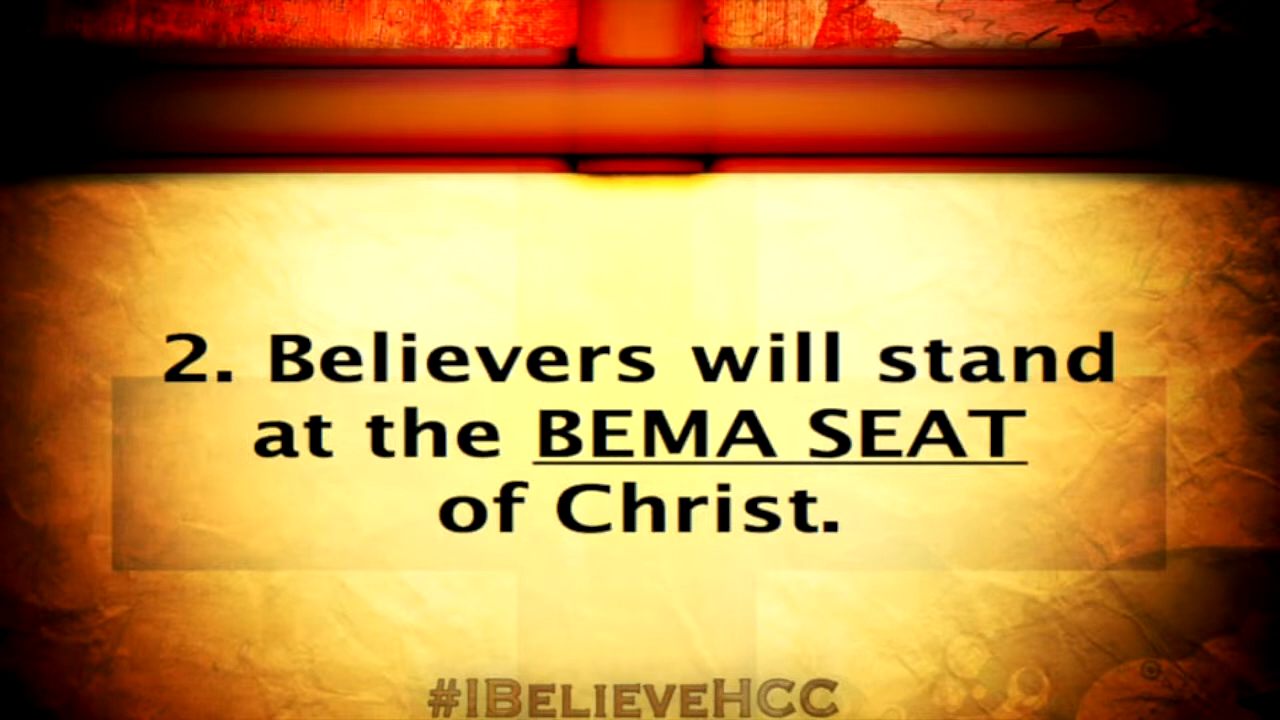 2. Believers will stand
at the BEMA SEAT
of Christ.
#IBELIEVEHCC